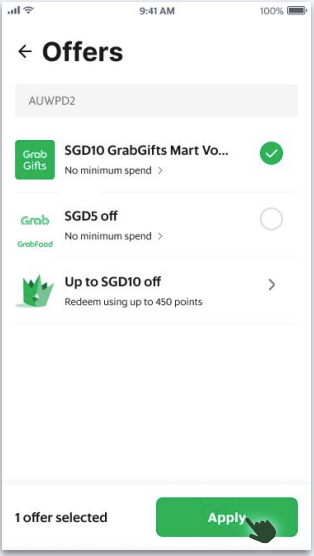 9:41 AM
100%
Offers
AUWPD2
Grab
Gifts
SGD10 GrabGifts Mart Vo...
No minimum spend >
Grab
GrabFood
SGD5 off
No minimum spend >
Up to SGD10 off
Redeem using up to 450 points
1 offer selected
Apply